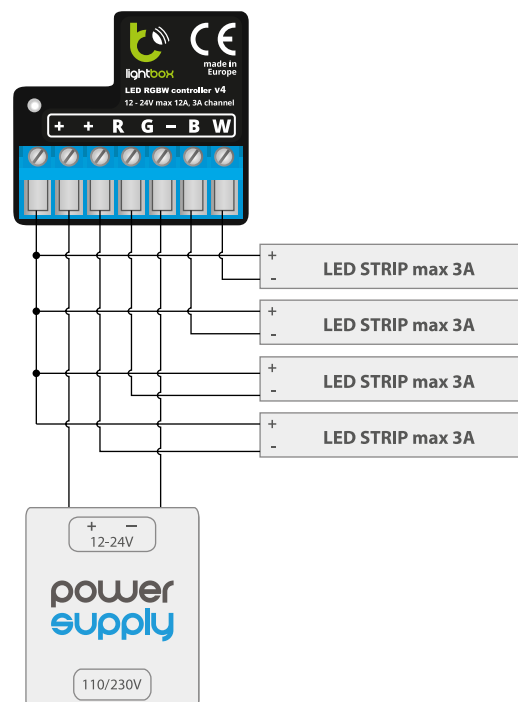 lightbox
made in
Europe
LED RGBW controller v4
12 - 24V max 12A, 3A channel
+ + R G − B W
+
- LED STRIP max 3A
+
- LED STRIP max 3A
+
- LED STRIP max 3A
+
- LED STRIP max 3A
+ −
12-24V
power
supply
110/230V